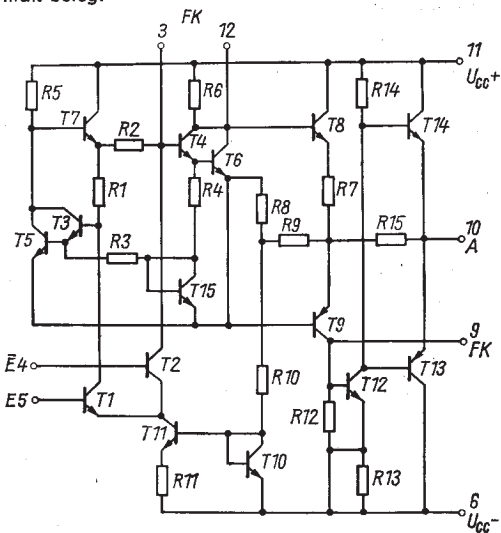 FK
3 12
11
R5 R6 R14 Ucc+
T7 R2 T4 T8 T14
T6
R1 R4 R8 R7
T3 R9 R15 10
T5 R3 A
T15
T9 9
Ē4 T2 FK
R10 T12 T13
E5 T1 R12
T11
T10
R11 R13 6
Ucc-